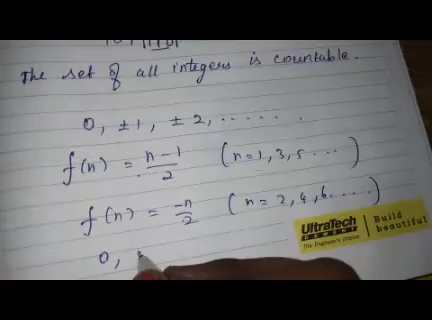 The set of all integers is countable.
0, ±1, ±2, ......
f(n) = n-1/2 (n=1, 3, 5 ...)
f(n) = -n/2 (n = 2, 4, 6 ....)
0,
UltraTech
CEMENT
The Engineer's Choice
Build
beautiful